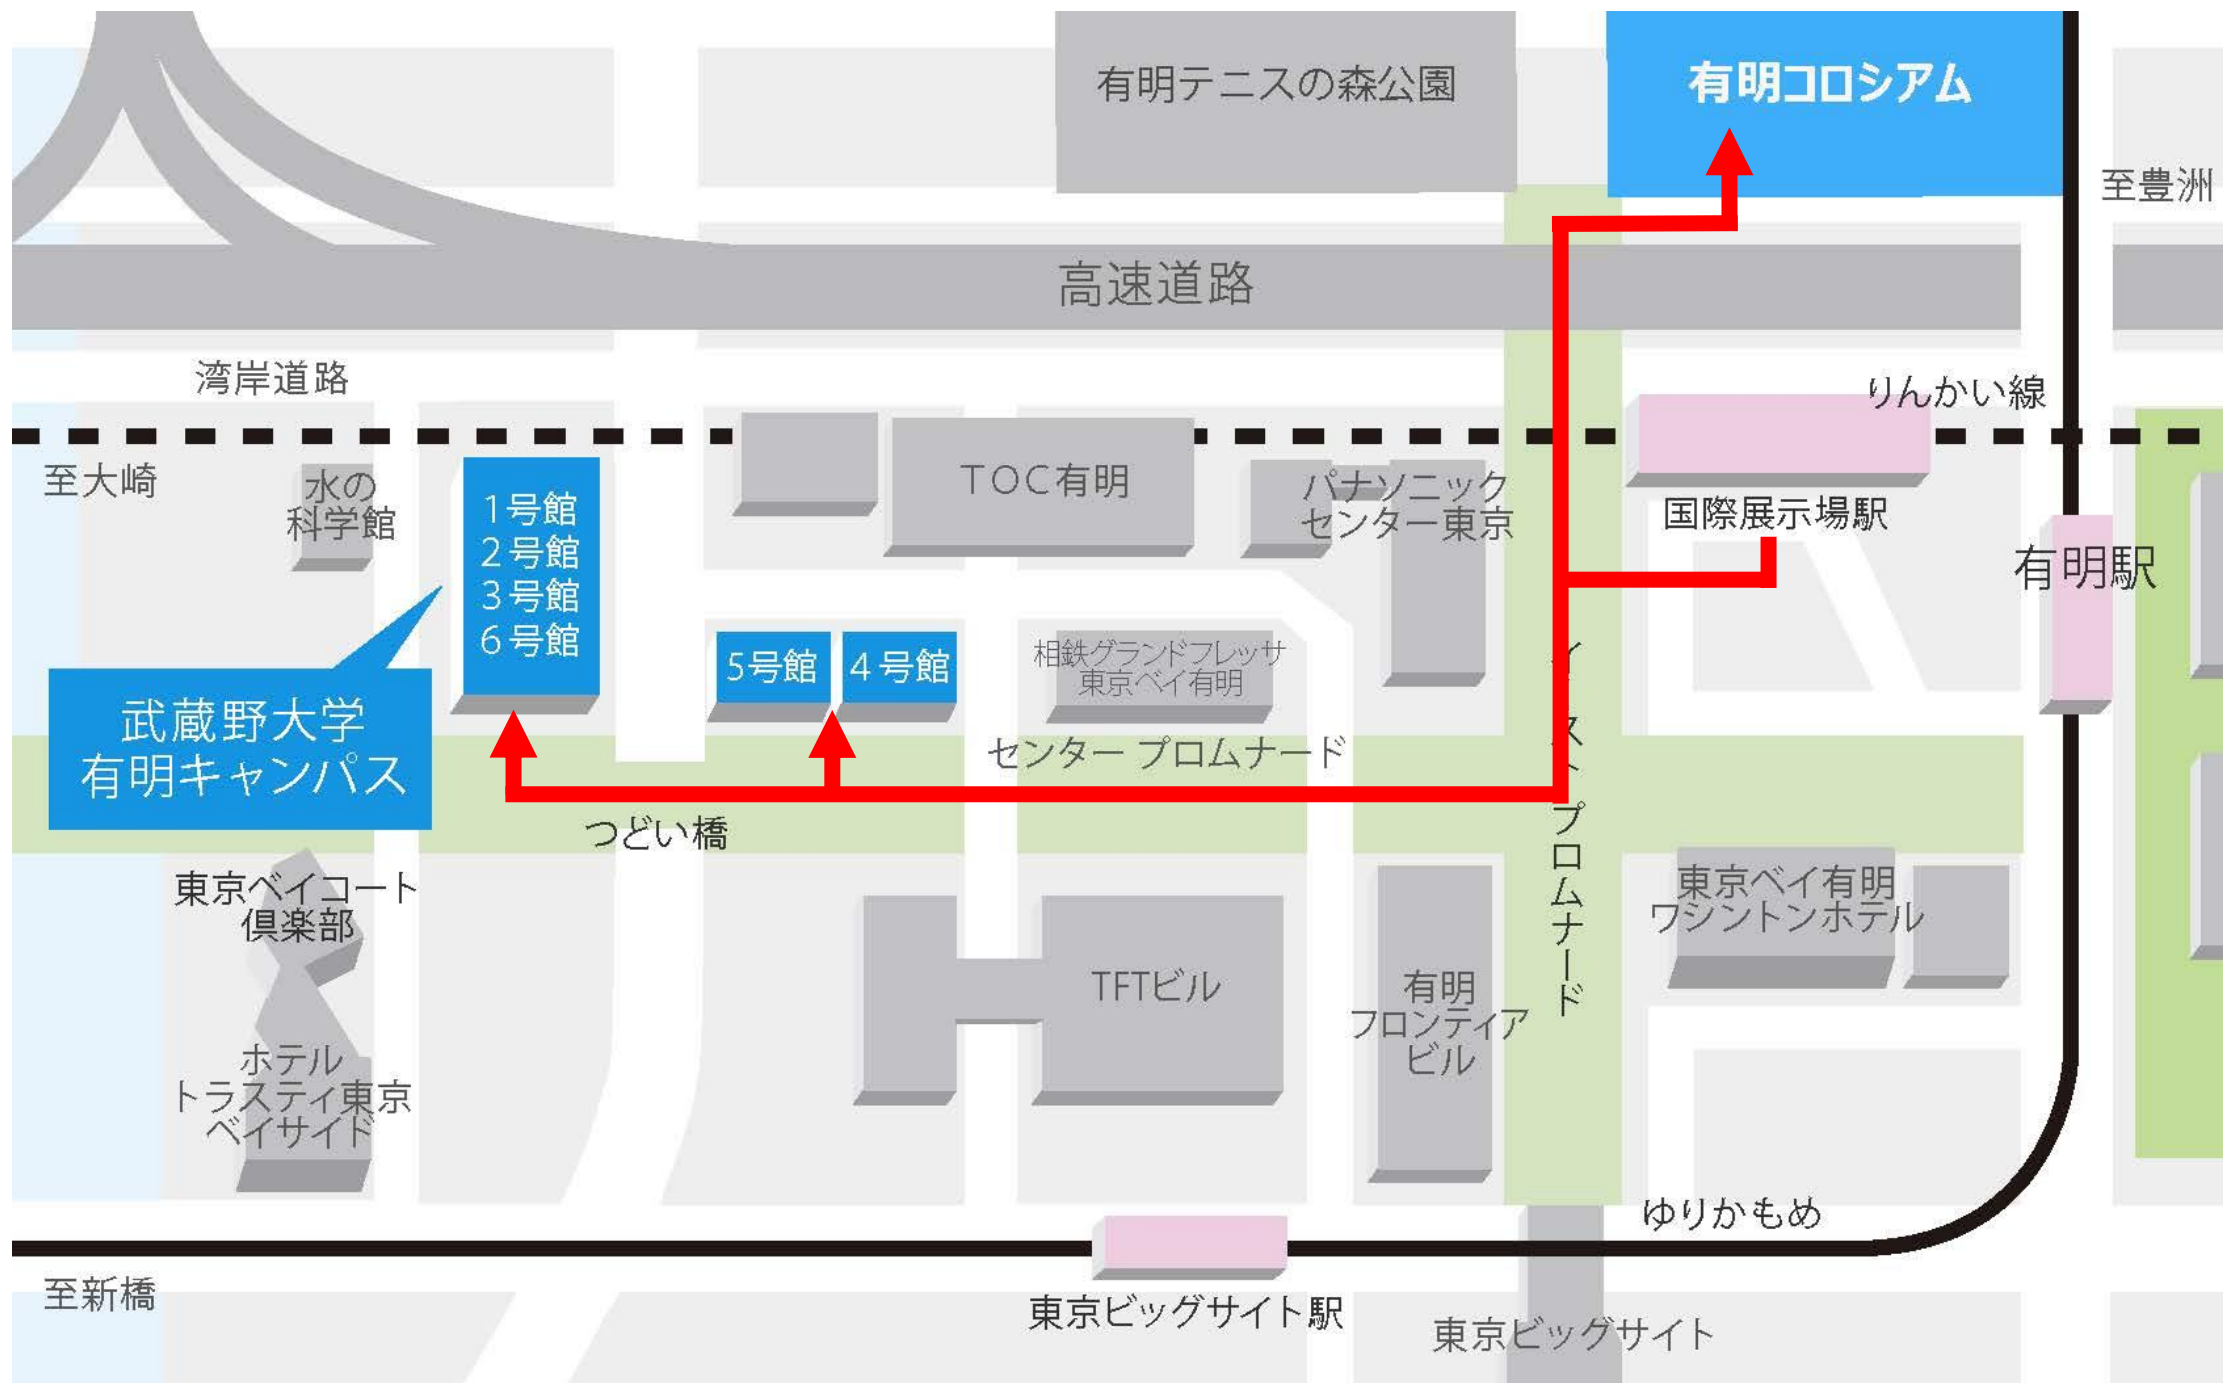 有明テニスの森公園
有明コロシアム
至豊洲
高速道路
湾岸道路
りんかい線
至大崎
水の
科学館
1号館
2号館
3号館
6号館
TOC有明
パナソニック
センター東京
国際展示場駅
有明駅
5号館
4号館
相鉄グランドフレッサ
東京ベイ有明
武蔵野大学
有明キャンパス
センター プロムナード
イースト プロムナード
つどい橋
東京ベイコート
倶楽部
東京ベイ有明
ワシントンホテル
TFTビル
有明
フロンティア
ビル
ホテル
トラスティ東京
ベイサイド
ゆりかもめ
至新橋
東京ビッグサイト駅
東京ビッグサイト